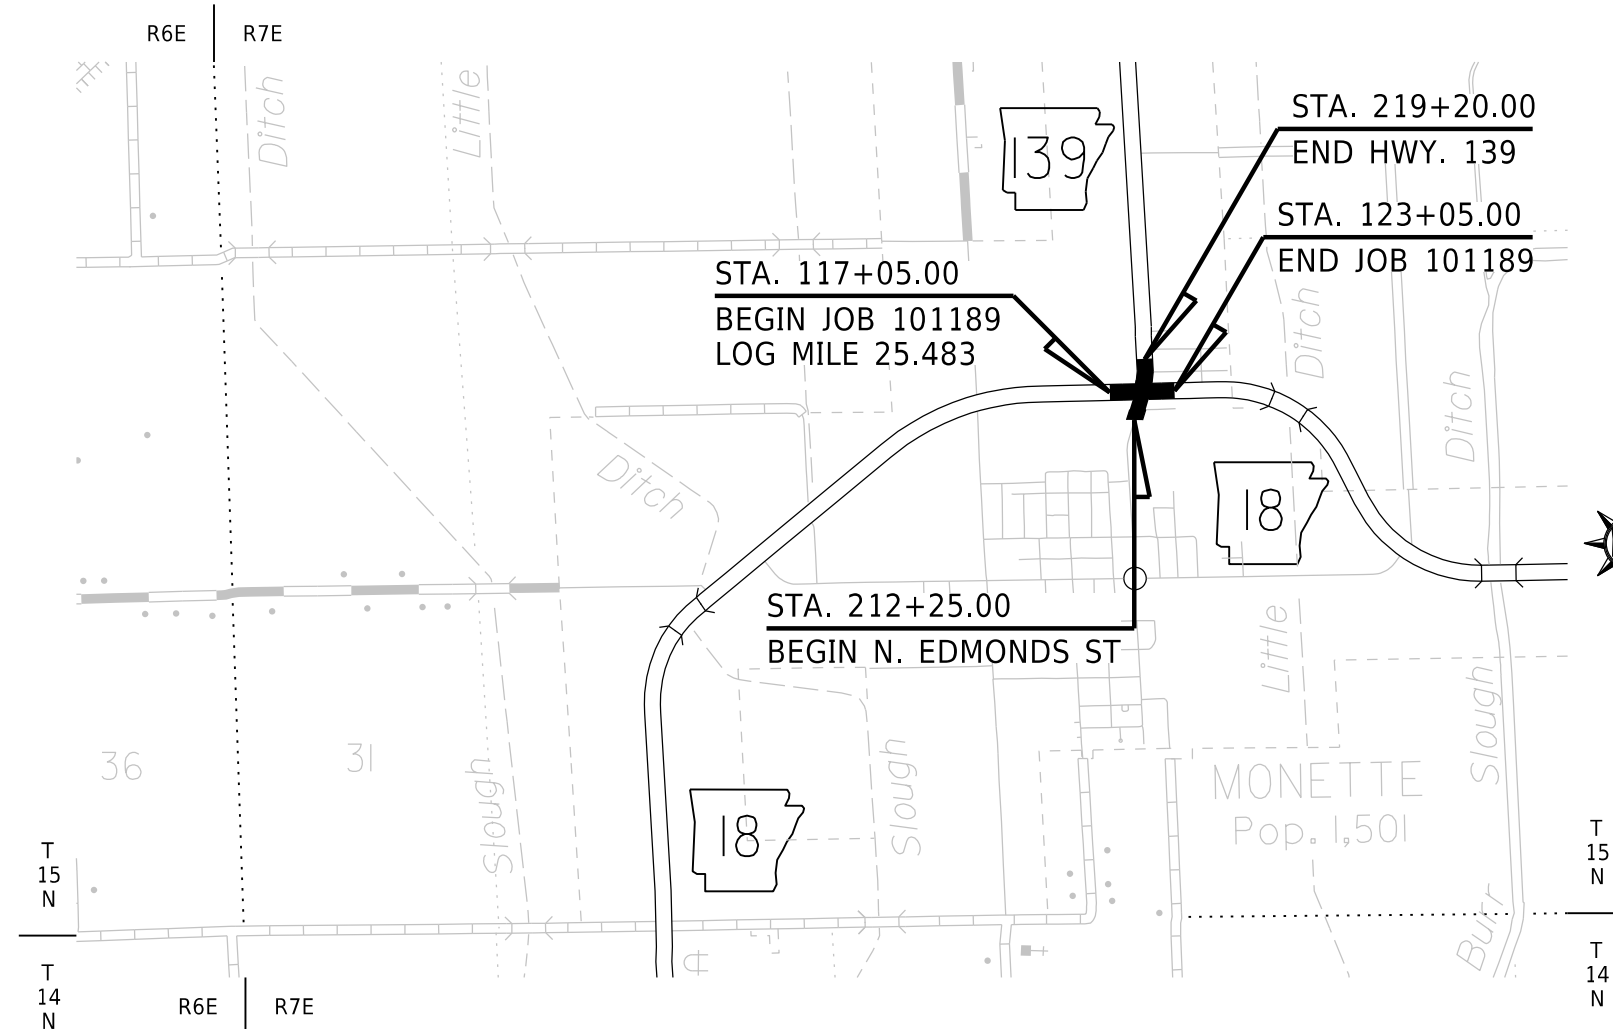 R6E
R7E
Ditch
Little
139
STA. 219+20.00
END HWY. 139
STA. 123+05.00
END JOB 101189
STA. 117+05.00
BEGIN JOB 101189
LOG MILE 25.483
Ditch
Ditch
Ditch
18
STA. 212+25.00
BEGIN N. EDMONDS ST
Little
Slough
36
31
Slough
Slough
MONETTE
Pop. 1,501
18
T
15
N
T
15
N
Burr
T
14
N
T
14
N
R6E
R7E